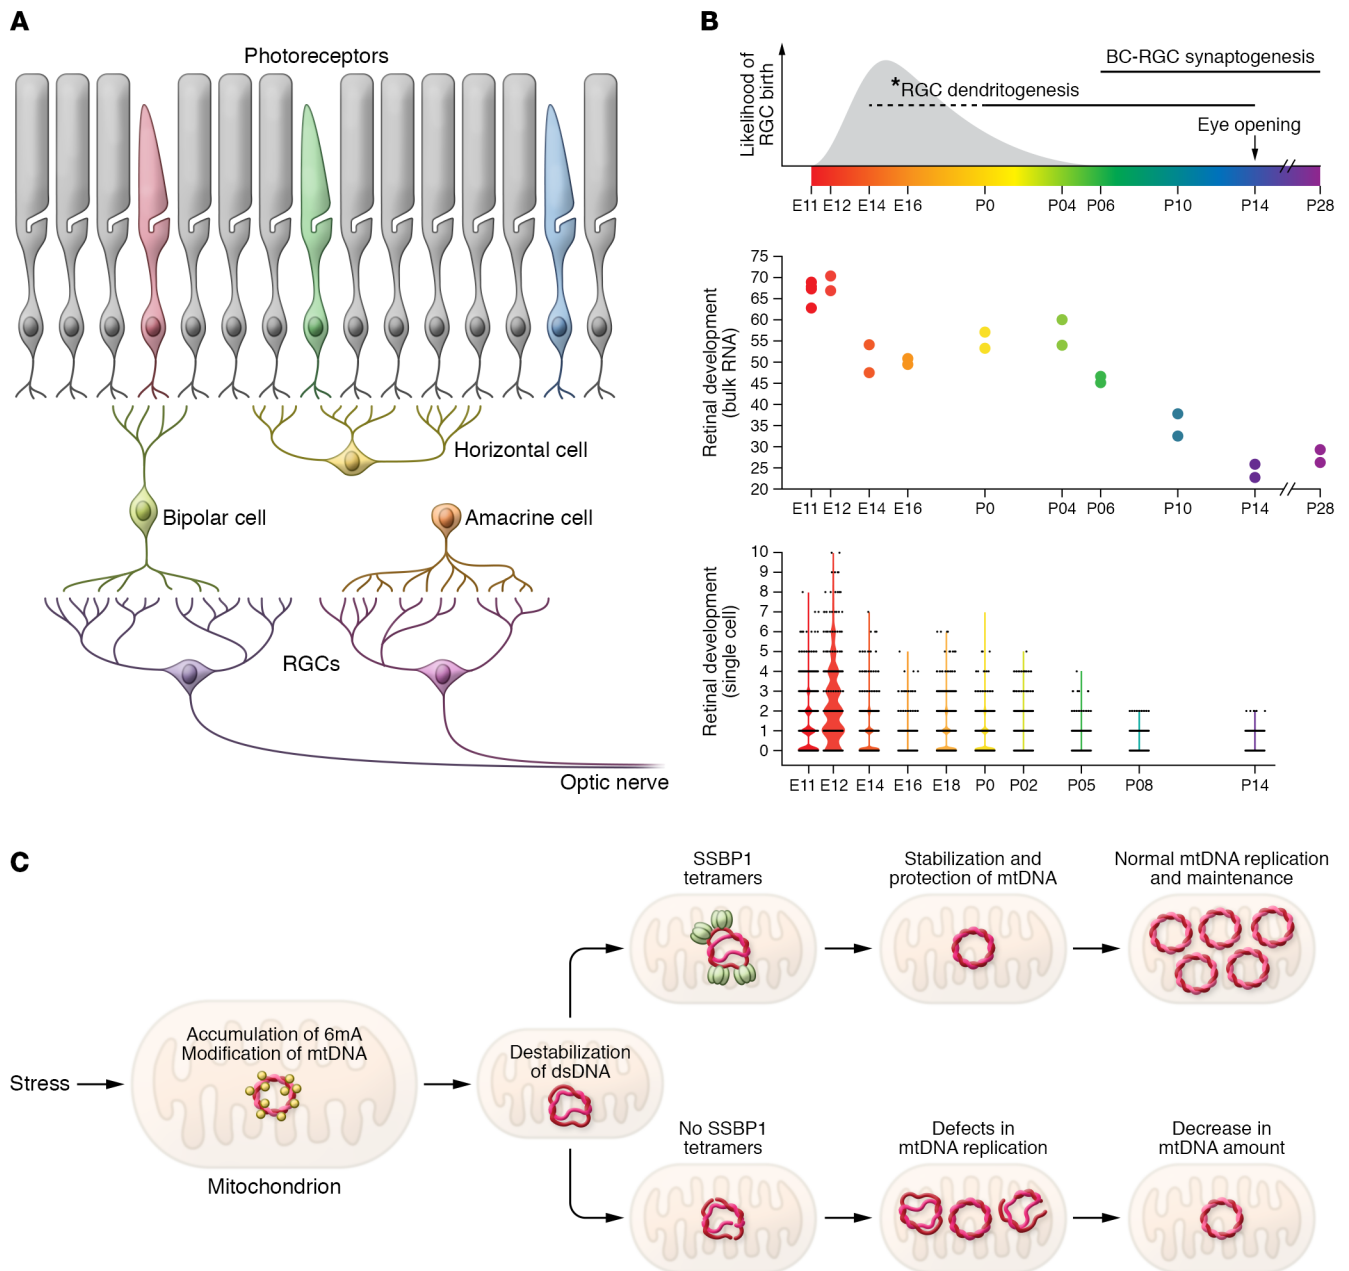 A
Photoreceptors
Horizontal cell
Bipolar cell
Amacrine cell
RGCs
Optic nerve
B
Likelihood of
RGC birth
BC-RGC synaptogenesis
*RGC dendritogenesis
Eye opening
E11 E12 E14 E16 P0 P04 P06 P10 P14 P28
Retinal development
(bulk RNA)
75
70
65
60
55
50
45
40
35
30
25
20
E11 E12 E14 E16 P0 P04 P06 P10 P14 P28
Retinal development
(single cell)
10
9
8
7
6
5
4
3
2
1
0
E11 E12 E14 E16 E18 P0 P02 P05 P08 P14
C
Stress
Accumulation of 6mA
Modification of mtDNA
Mitochondrion
Destabilization
of dsDNA
SSBP1
tetramers
Stabilization and
protection of mtDNA
Normal mtDNA replication
and maintenance
No SSBP1
tetramers
Defects in
mtDNA replication
Decrease in
mtDNA amount